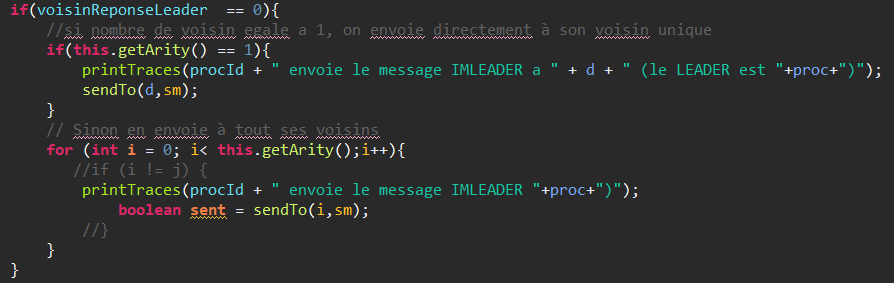 if(voisinReponseLeader  == 0){
    //si nombre de voisin egale a 1, on envoie directement à son voisin unique
    if(this.getArity() == 1){
        printTraces(procId + " envoie le message IMLEADER a " + d + " (le LEADER est "+proc+")");
        sendTo(d,sm);
    }
    // Sinon en envoie à tout ses voisins
    for (int i = 0; i< this.getArity();i++){
       //if (i != j) {
        printTraces(procId + " envoie le message IMLEADER "+proc+")");
            boolean sent = sendTo(i,sm);
        //}
    }
}